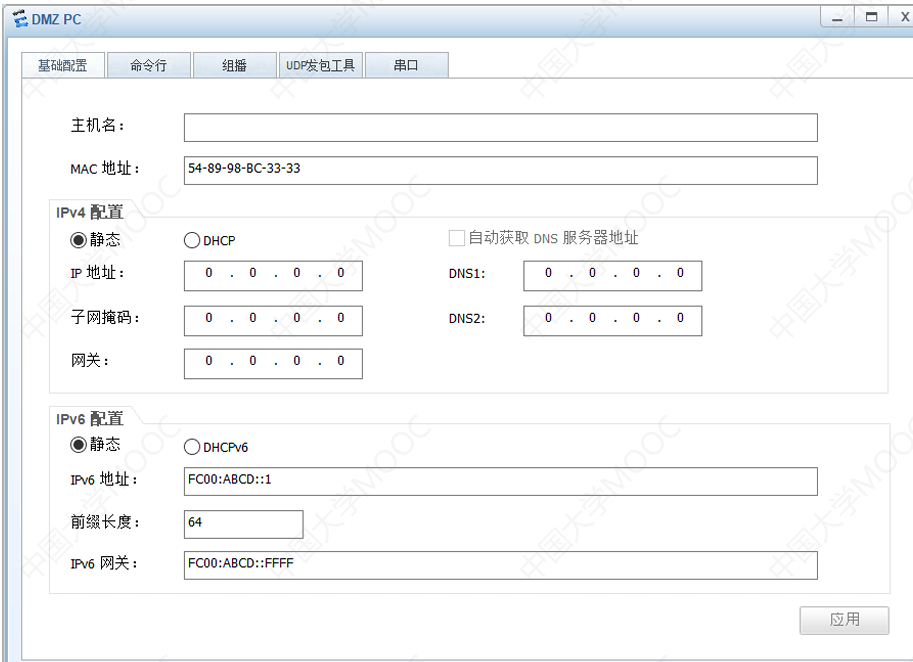 DMZ PC
基础配置 命令行 组播 UDP发包工具 串口
主机名：
MAC 地址： 54-89-98-BC-33-33
IPv4 配置
静态 DHCP 自动获取 DNS 服务器地址
IP 地址： 0 . 0 . 0 . 0 DNS1: 0 . 0 . 0 . 0
子网掩码： 0 . 0 . 0 . 0 DNS2: 0 . 0 . 0 . 0
网关： 0 . 0 . 0 . 0
IPv6 配置
静态 DHCPv6
IPv6 地址： FC00:ABCD::1
前缀长度： 64
IPv6 网关： FC00:ABCD::FFFF
应用
中国大学MOOC